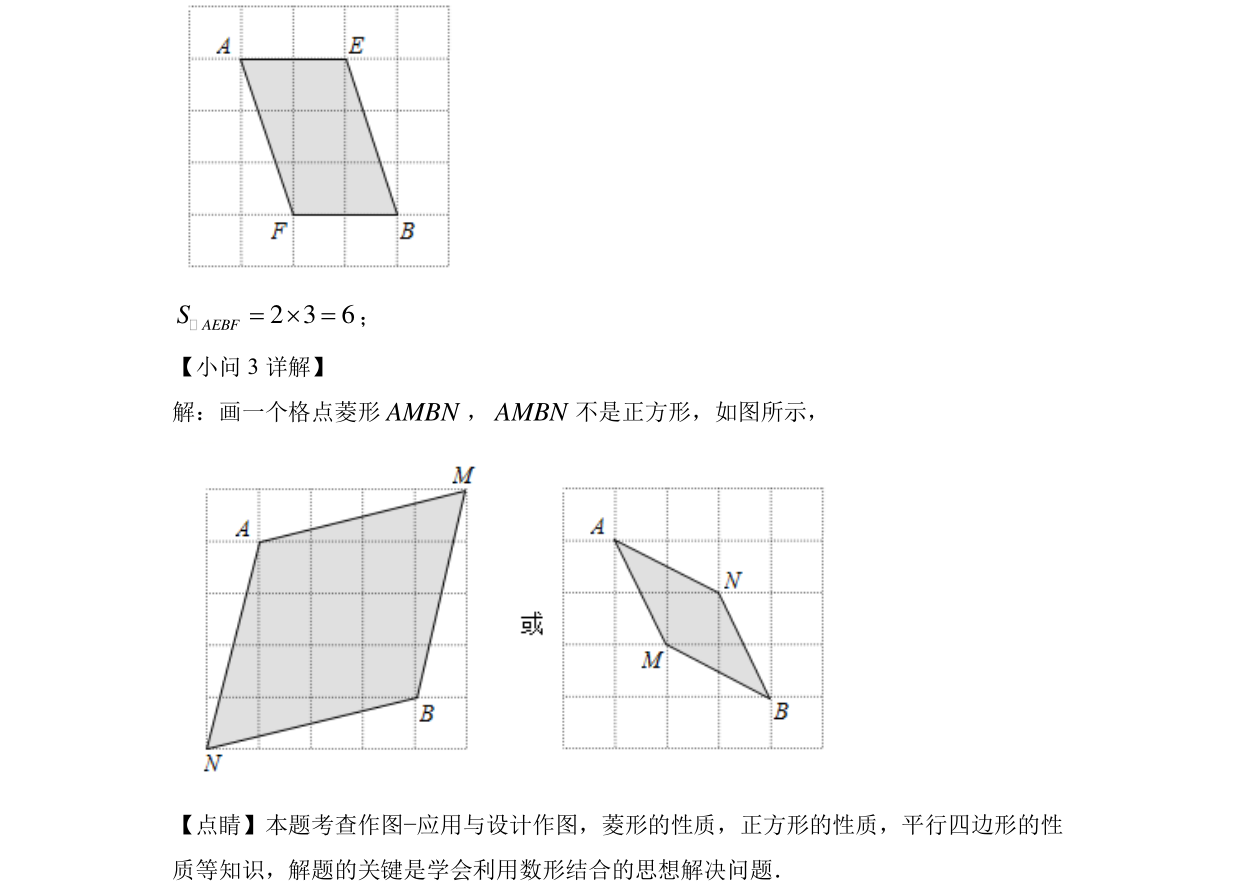 A E
F B
S□ AEBF = 2×3 = 6；
【小问 3 详解】
解：画一个格点菱形 AMBN ， AMBN 不是正方形，如图所示，
M
A A
N
或
M
B B
N
【点睛】本题考查作图−应用与设计作图，菱形的性质，正方形的性质，平行四边形的性
质等知识，解题的关键是学会利用数形结合的思想解决问题．